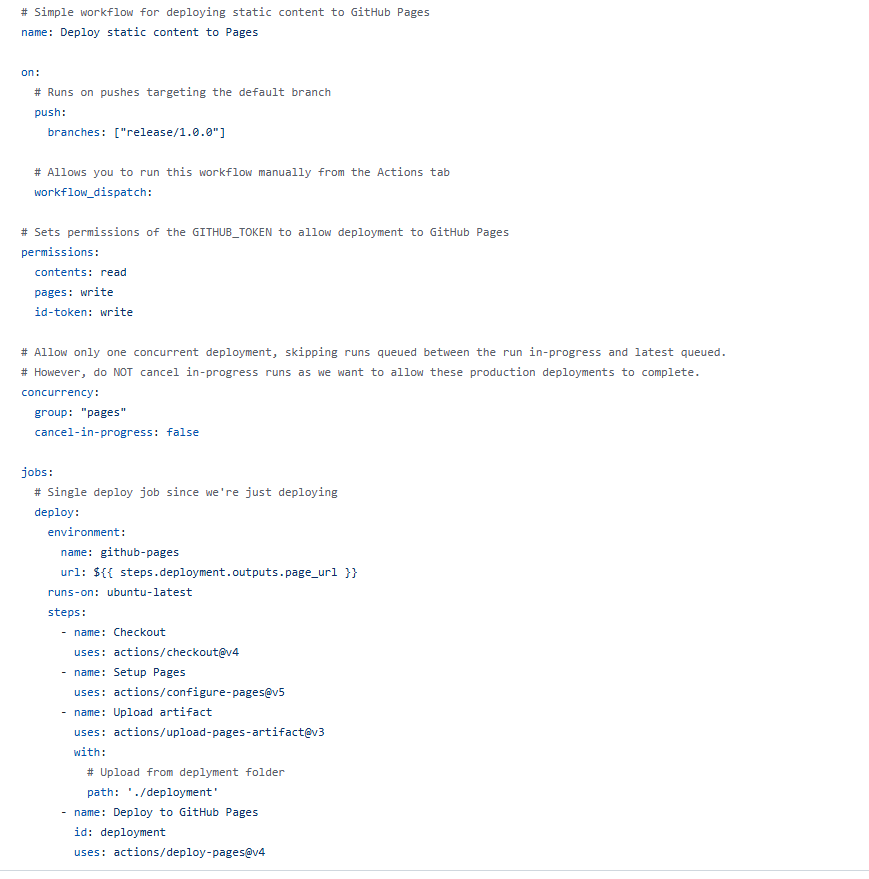 # Simple workflow for deploying static content to GitHub Pages
name: Deploy static content to Pages

on:
  # Runs on pushes targeting the default branch
  push:
    branches: ["release/1.0.0"]

  # Allows you to run this workflow manually from the Actions tab
  workflow_dispatch:

# Sets permissions of the GITHUB_TOKEN to allow deployment to GitHub Pages
permissions:
  contents: read
  pages: write
  id-token: write

# Allow only one concurrent deployment, skipping runs queued between the run in-progress and latest queued.
# However, do NOT cancel in-progress runs as we want to allow these production deployments to complete.
concurrency:
  group: "pages"
  cancel-in-progress: false

jobs:
  # Single deploy job since we're just deploying
  deploy:
    environment:
      name: github-pages
      url: ${{ steps.deployment.outputs.page_url }}
    runs-on: ubuntu-latest
    steps:
      - name: Checkout
        uses: actions/checkout@v4
      - name: Setup Pages
        uses: actions/configure-pages@v5
      - name: Upload artifact
        uses: actions/upload-pages-artifact@v3
        with:
          # Upload from deplyment folder
          path: './deployment'
      - name: Deploy to GitHub Pages
        id: deployment
        uses: actions/deploy-pages@v4